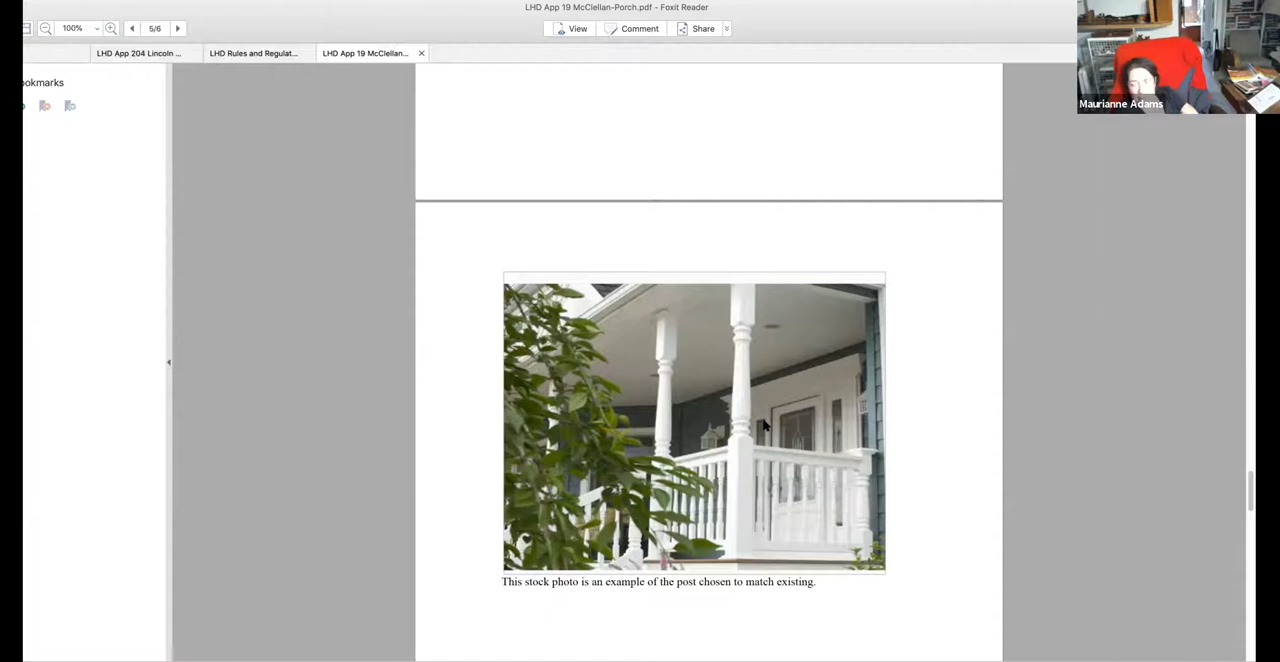 LHD App 19 McClellan-Porch.pdf - Foxit Reader
100%
5/6
View
Comment
Share
LHD App 204 Lincoln ...
LHD Rules and Regulat...
LHD App 19 McClellan...
ookmarks
Maurianne Adams
This stock photo is an example of the post chosen to match existing.